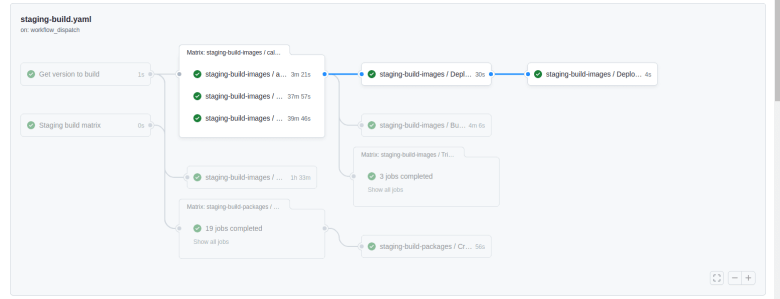 staging-build.yaml
on: workflow_dispatch
Matrix: staging-build-images / cal...
Get version to build 1s
staging-build-images / a... 3m 21s
staging-build-images / Depl... 30s
staging-build-images / Deplo... 4s
staging-build-images / ... 37m 57s
Staging build matrix 0s
staging-build-images / ... 39m 46s
staging-build-images / Bu... 4m 6s
Matrix: staging-build-images / Tri...
staging-build-images / ... 1h 33m
3 jobs completed
Show all jobs
Matrix: staging-build-packages / ...
19 jobs completed
Show all jobs
staging-build-packages / Cr... 56s